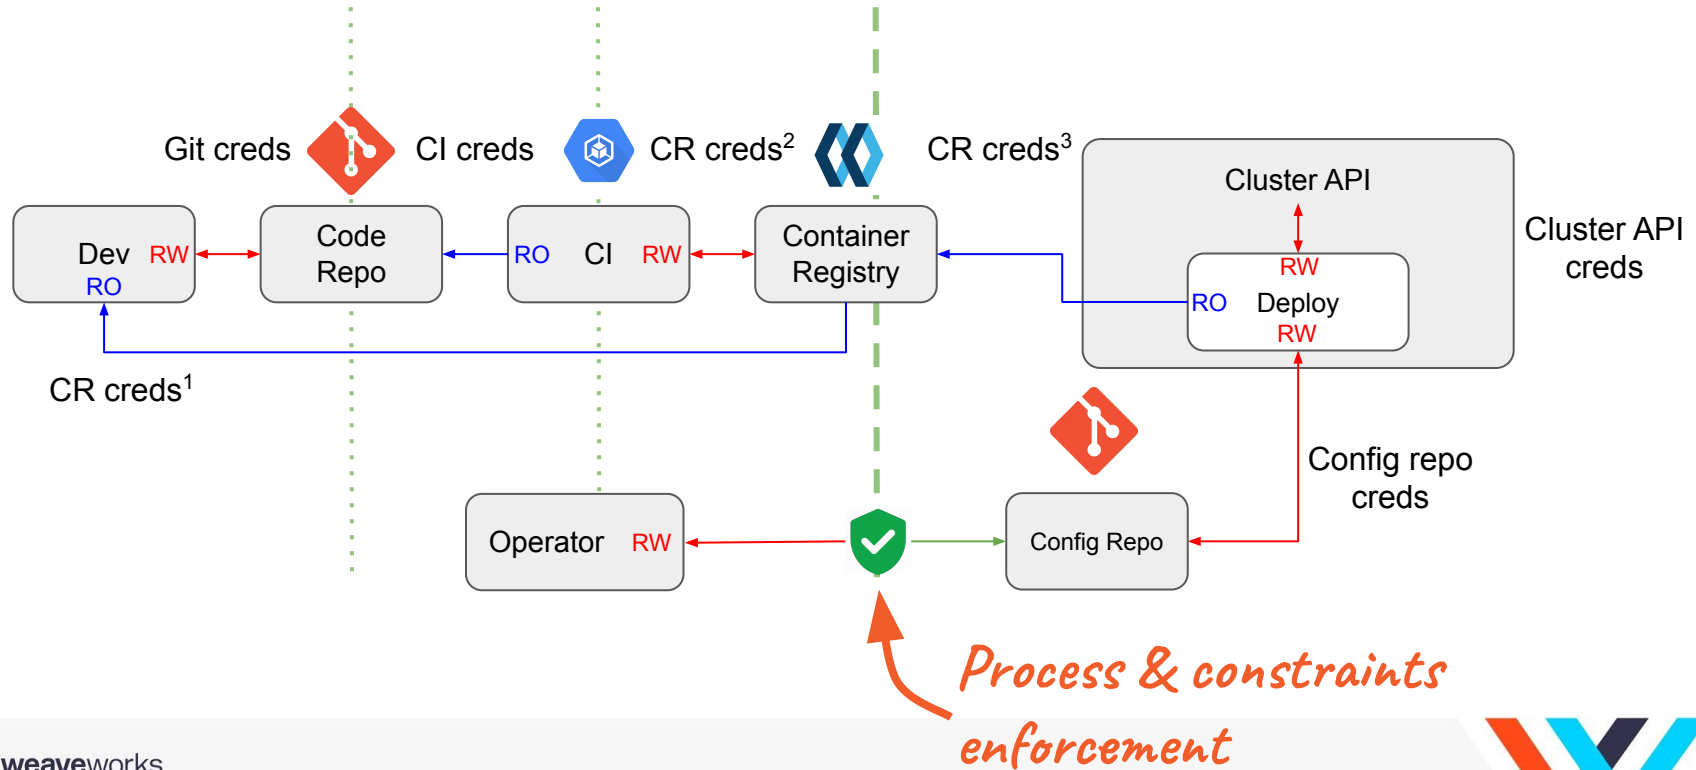 Git creds
CI creds
CR creds²
CR creds³
Cluster API
Cluster API
creds
Dev
RW
RO
Code
Repo
RO
CI
RW
Container
Registry
RW
RO
Deploy
RW
CR creds¹
Config repo
creds
Operator
RW
Config Repo
Process & constraints
enforcement
weaveworks